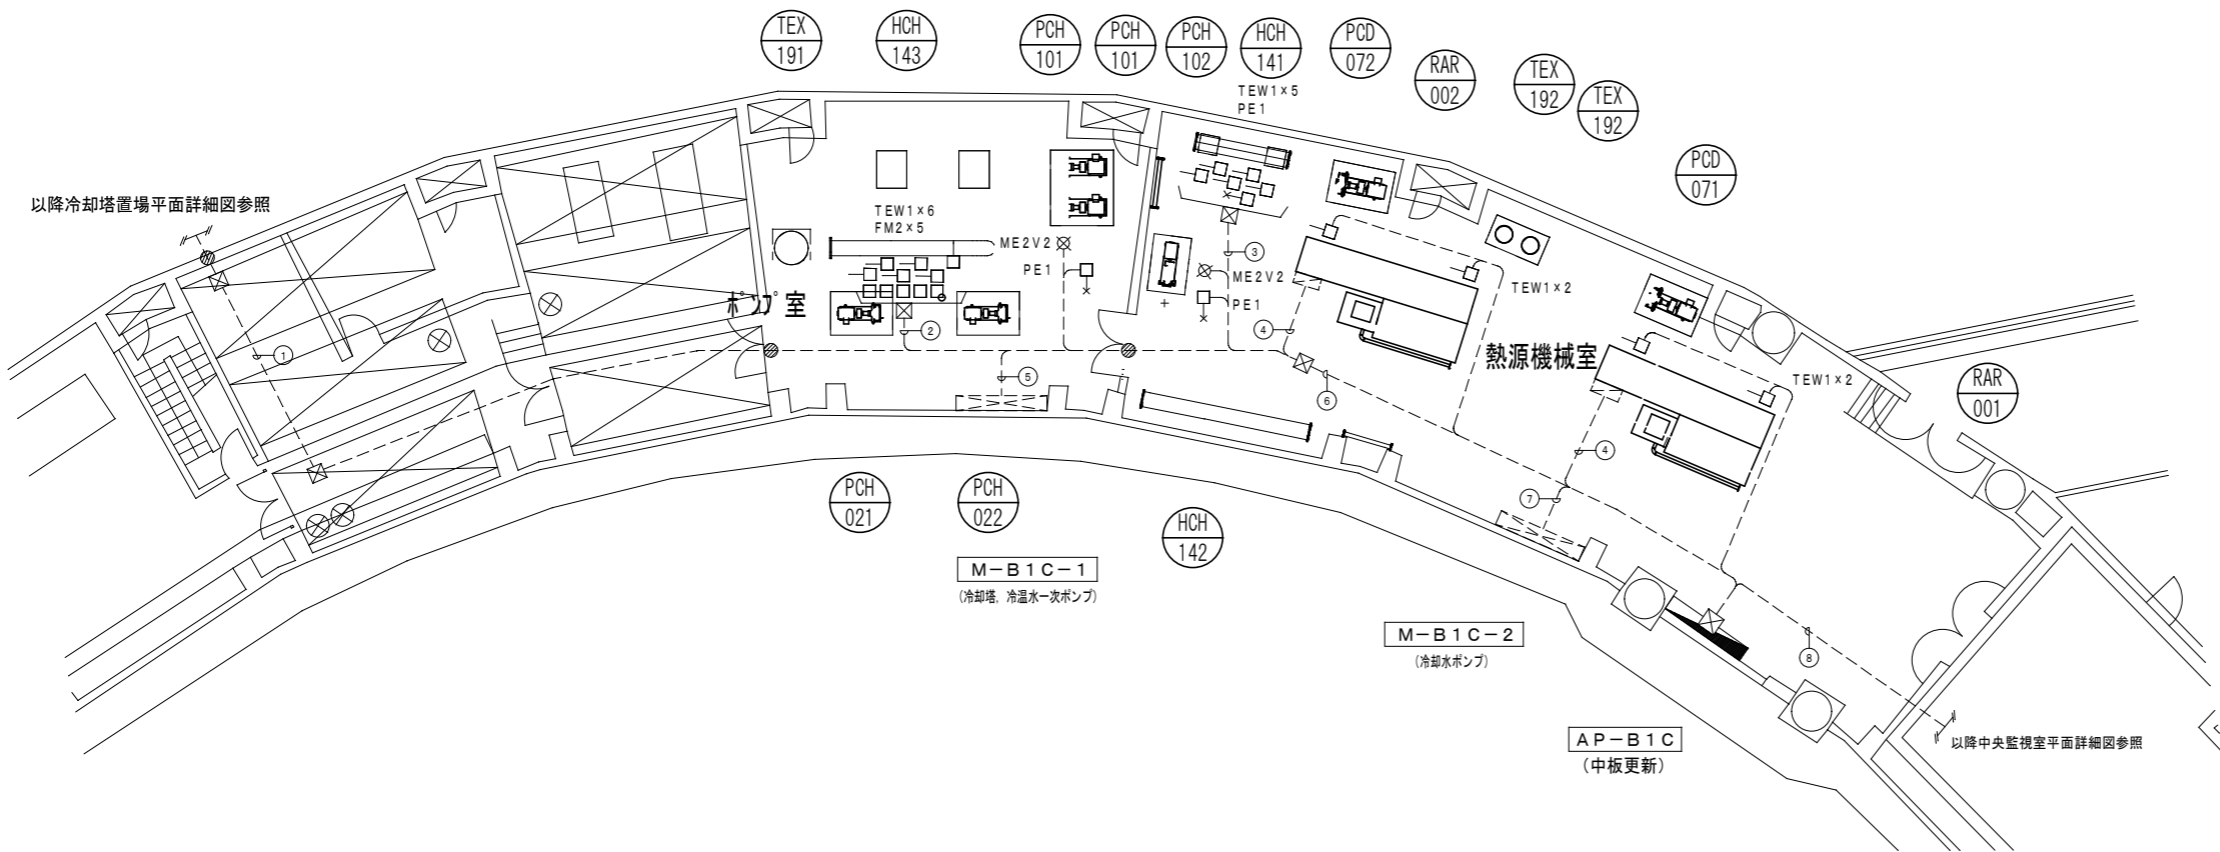 TEX
191
HCH
143
PCH
101
PCH
101
PCH
102
HCH
141
TEW1×5
PE1
PCD
072
RAR
002
TEX
192
TEX
192
PCD
071
以降冷却塔置場平面詳細図参照
TEW1×6
FM2×5
ME2V2
PE1
ポンプ室
ME2V2
PE1
TEW1×2
熱源機械室
TEW1×2
RAR
001
1
2
3
4
5
6
4
7
8
PCH
021
PCH
022
HCH
142
M-B1C-1
(冷却塔, 冷温水一次ポンプ)
M-B1C-2
(冷却水ポンプ)
AP-B1C
(中板更新)
以降中央監視室平面詳細図参照